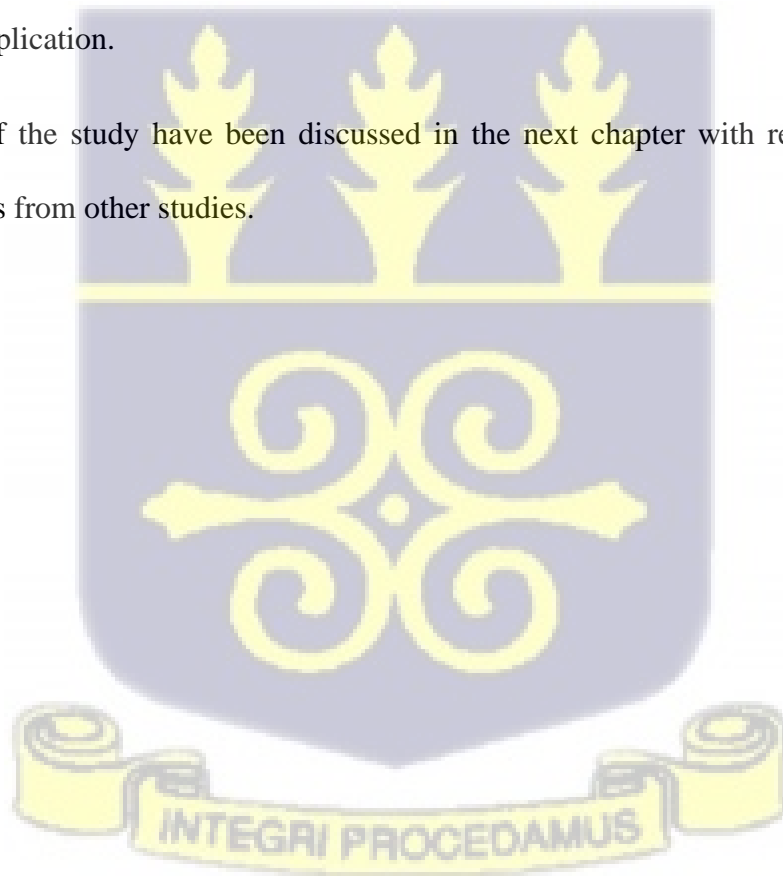 plication.
f the study have been discussed in the next chapter with re
s from other studies.
INTEGRI PROCEDAMUS